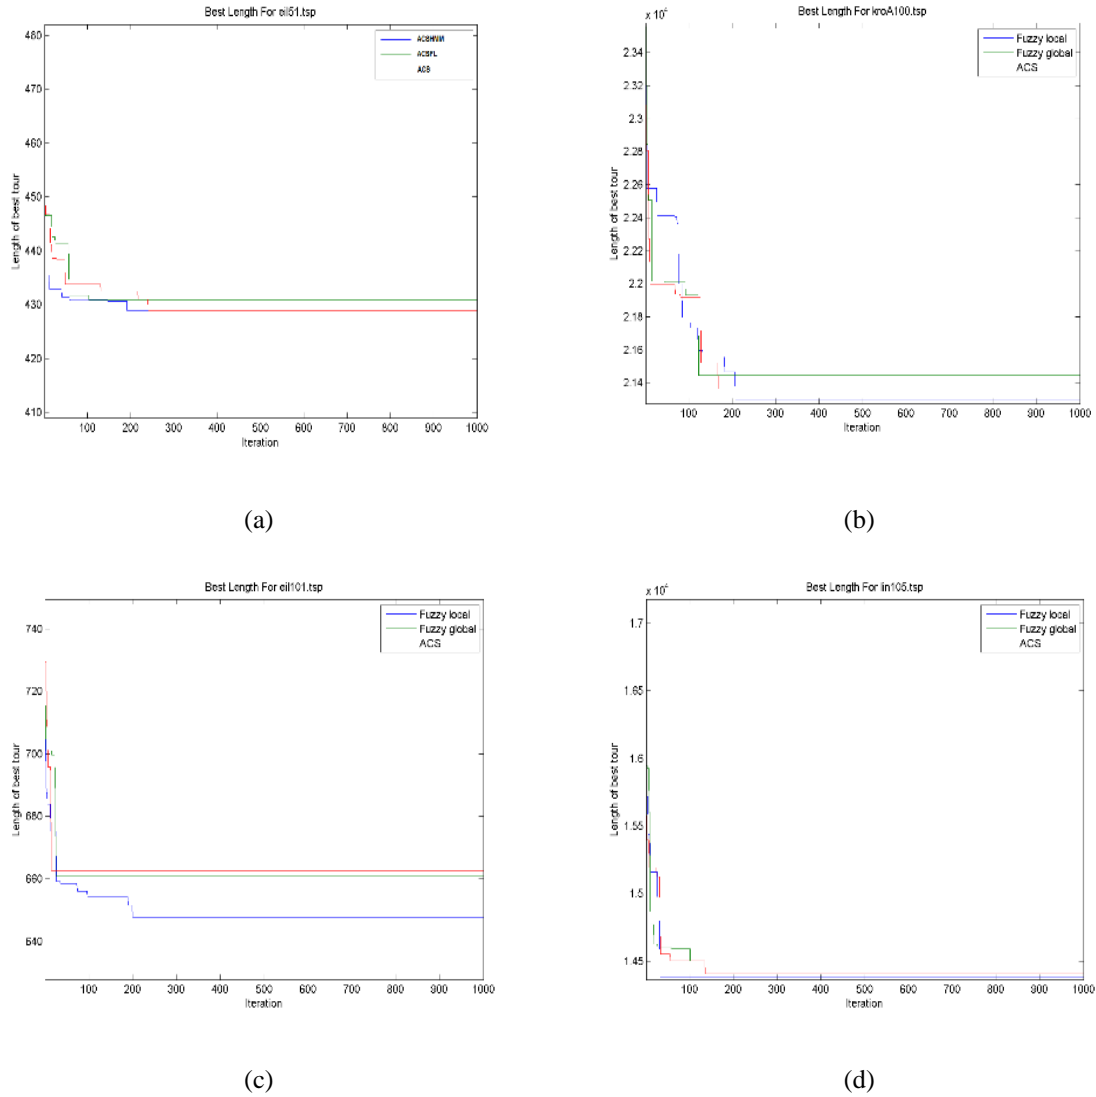 Best Length For eil51.tsp
480
470
460
450
440
430
420
410
Length of best tour
ACSHMM
ACSFL
ACS
100 200 300 400 500 600 700 800 900 1000
Iteration
(a)
x 10^4
Best Length For kroA100.tsp
2.34
2.32
2.3
2.28
2.26
2.24
2.22
2.2
2.18
2.16
2.14
Length of best tour
Fuzzy local
Fuzzy global
ACS
100 200 300 400 500 600 700 800 900 1000
Iteration
(b)
Best Length For eil101.tsp
740
720
700
680
660
640
Length of best tour
Fuzzy local
Fuzzy global
ACS
100 200 300 400 500 600 700 800 900 1000
Iteration
(c)
x 10^4
Best Length For lin105.tsp
1.7
1.65
1.6
1.55
1.5
1.45
Length of best tour
Fuzzy local
Fuzzy global
ACS
100 200 300 400 500 600 700 800 900 1000
Iteration
(d)